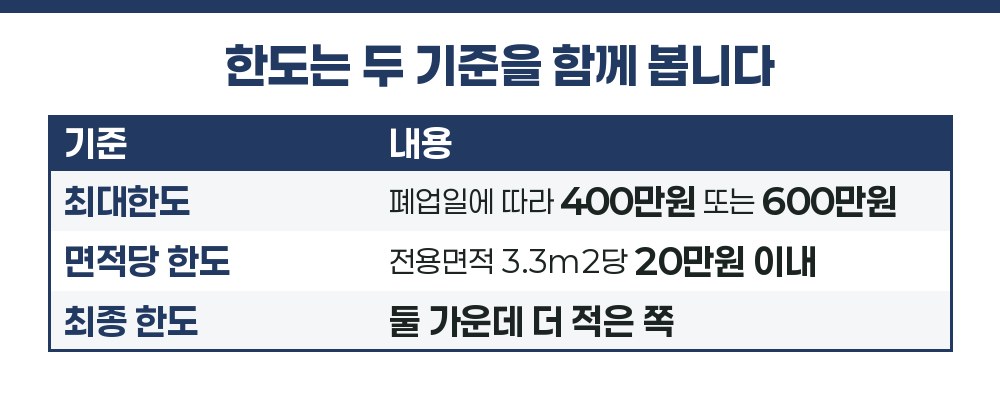 한도는 두 기준을 함께 봅니다
기준 내용
최대한도 폐업일에 따라 400만원 또는 600만원
면적당 한도 전용면적 3.3m2당 20만원 이내
최종 한도 둘 가운데 더 적은 쪽